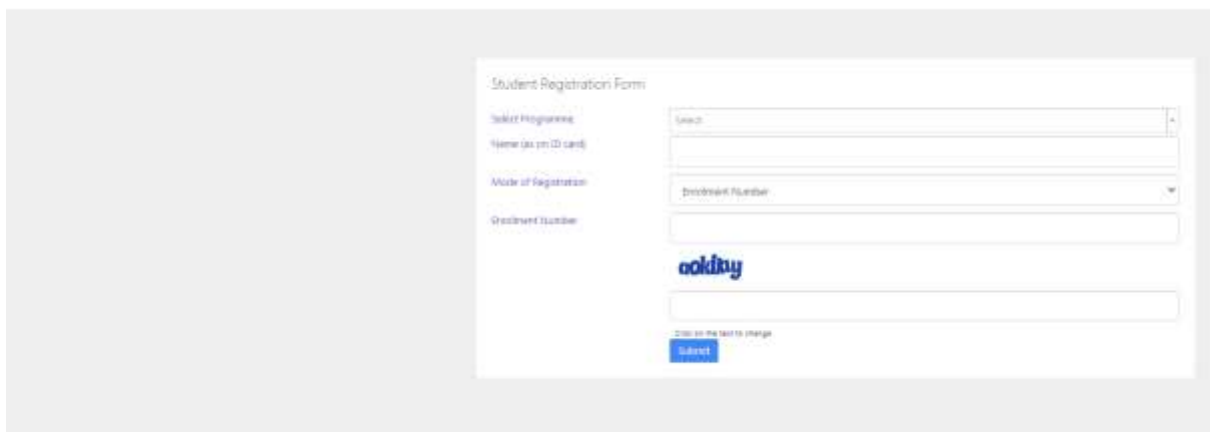 Student Registration Form
Select Programme
Select
Name (as on ID card)
Mode of Registration
Enrollment Number
Enrollment Number
Click on the text to change
Submit